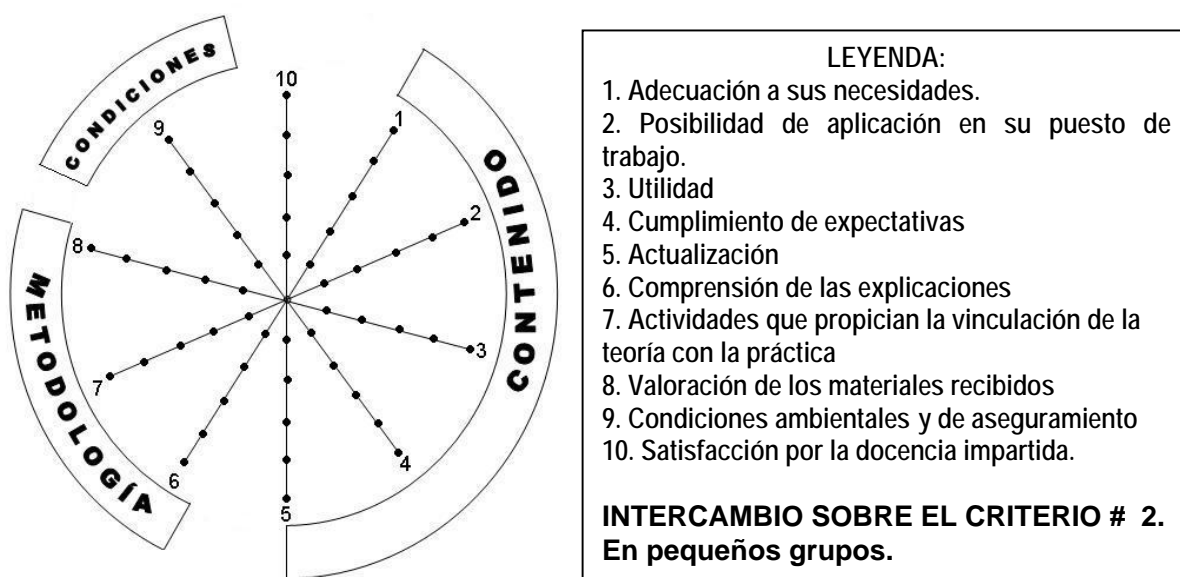 CONDICIONES
10
9
1
CONTENIDO
2
8
METODOLOGÍA
3
7
4
6
5
LEYENDA:
1. Adecuación a sus necesidades.
2. Posibilidad de aplicación en su puesto de
trabajo.
3. Utilidad
4. Cumplimiento de expectativas
5. Actualización
6. Comprensión de las explicaciones
7. Actividades que propician la vinculación de la
teoría con la práctica
8. Valoración de los materiales recibidos
9. Condiciones ambientales y de aseguramiento
10. Satisfacción por la docencia impartida.
INTERCAMBIO SOBRE EL CRITERIO # 2.
En pequeños grupos.